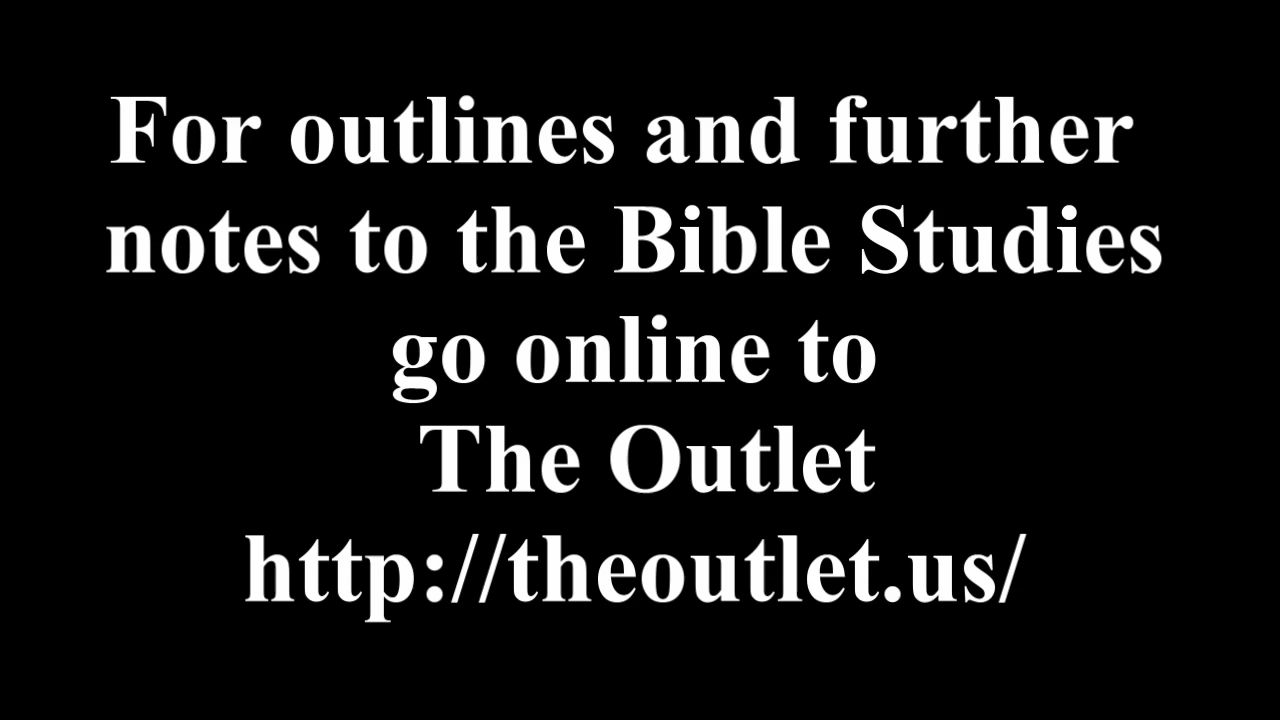 For outlines and further
notes to the Bible Studies
go online to
The Outlet
http://theoutlet.us/